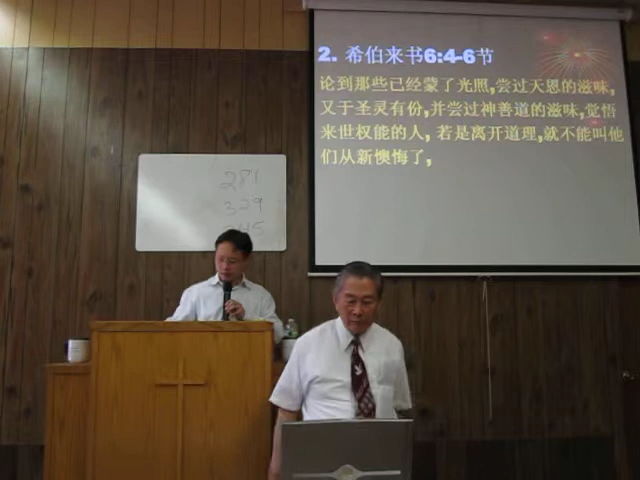 2. 希伯来书6:4-6节
论到那些已经蒙了光照,尝过天恩的滋味,
又于圣灵有份,并尝过神善道的滋味,觉悟
来世权能的人, 若是离开道理,就不能叫他
们从新懊悔了,
281
329